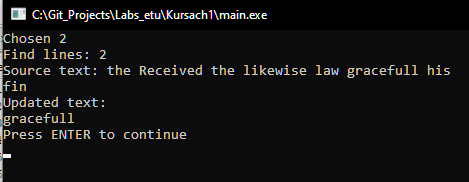 C:\Git_Projects\Labs_etu\Kursach1\main.exe
Chosen 2
Find lines: 2
Source text: the Received the likewise law gracefull his
fin
Updated text:
gracefull
Press ENTER to continue